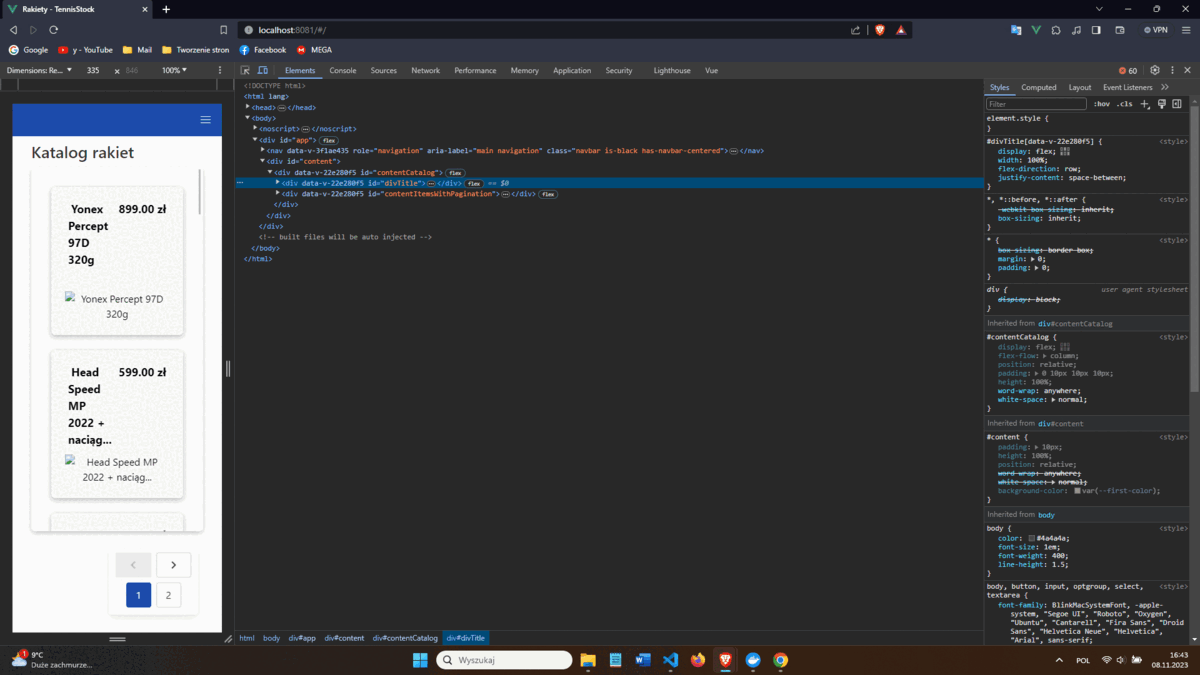 Rakiety - TennisStock
localhost:8081/#/
VPN
Google
y - YouTube
Mail
Tworzenie stron
Facebook
MEGA
Dimensions: Re...
335
×
546
100%
Elements
Console
Sources
Network
Performance
Memory
Application
Security
Lighthouse
Vue
60
Katalog rakiet
Yonex Percept 97D 320g
899.00 zł
Yonex Percept 97D
320g
Head Speed MP 2022 + naciąg...
599.00 zł
Head Speed MP
2022 + naciąg...
1
2
<!DOCTYPE html>
<html lang>
<head> </head>
<body>
<noscript> </noscript>
<div id="app"> flex
<nav data-v-3f1ae435 role="navigation" aria-label="main navigation" class="navbar is-black has-navbar-centered"> </nav>
<div id="content">
<div data-v-22e280f5 id="contentCatalog"> flex
<div data-v-22e280f5 id="divTitle"> </div> flex == $0
<div data-v-22e280f5 id="contentItemsWithPagination"> </div> flex
</div>
</div>
</div>
<!-- built files will be auto injected -->
</body>
</html>
html
body
div#app
div#content
div#contentCatalog
div#divTitle
Styles
Computed
Layout
Event Listeners
Filter
:hov
.cls
element.style {
}
#divTitle[data-v-22e280f5] {
<style>
display: flex;
width: 100%;
flex-direction: row;
justify-content: space-between;
}
*, *::before, *::after {
<style>
-webkit-box-sizing: inherit;
box-sizing: inherit;
}
* {
<style>
box-sizing: border-box;
margin: 0;
padding: 0;
}
div {
user agent stylesheet
display: block;
}
Inherited from div#contentCatalog
#contentCatalog {
<style>
display: flex;
flex-flow: column;
position: relative;
padding: 0 10px 10px 10px;
height: 100%;
word-wrap: anywhere;
white-space: normal;
}
Inherited from div#content
#content {
<style>
padding: 10px;
height: 100%;
position: relative;
word-wrap: anywhere;
white-space: normal;
background-color: var(--first-color);
}
Inherited from body
body {
<style>
color: #4a4a4a;
font-size: 1em;
font-weight: 400;
line-height: 1.5;
}
body, button, input, optgroup, select,
<style>
textarea {
font-family: BlinkMacSystemFont, -apple-
system, "Segoe UI", "Roboto", "Oxygen",
"Ubuntu", "Cantarell", "Fira Sans", "Droid
Sans", "Helvetica Neue", "Helvetica",
"Arial", sans-serif;
1
9°C
Duże zachmurze...
Wyszukaj
POL
16:43
08.11.2023